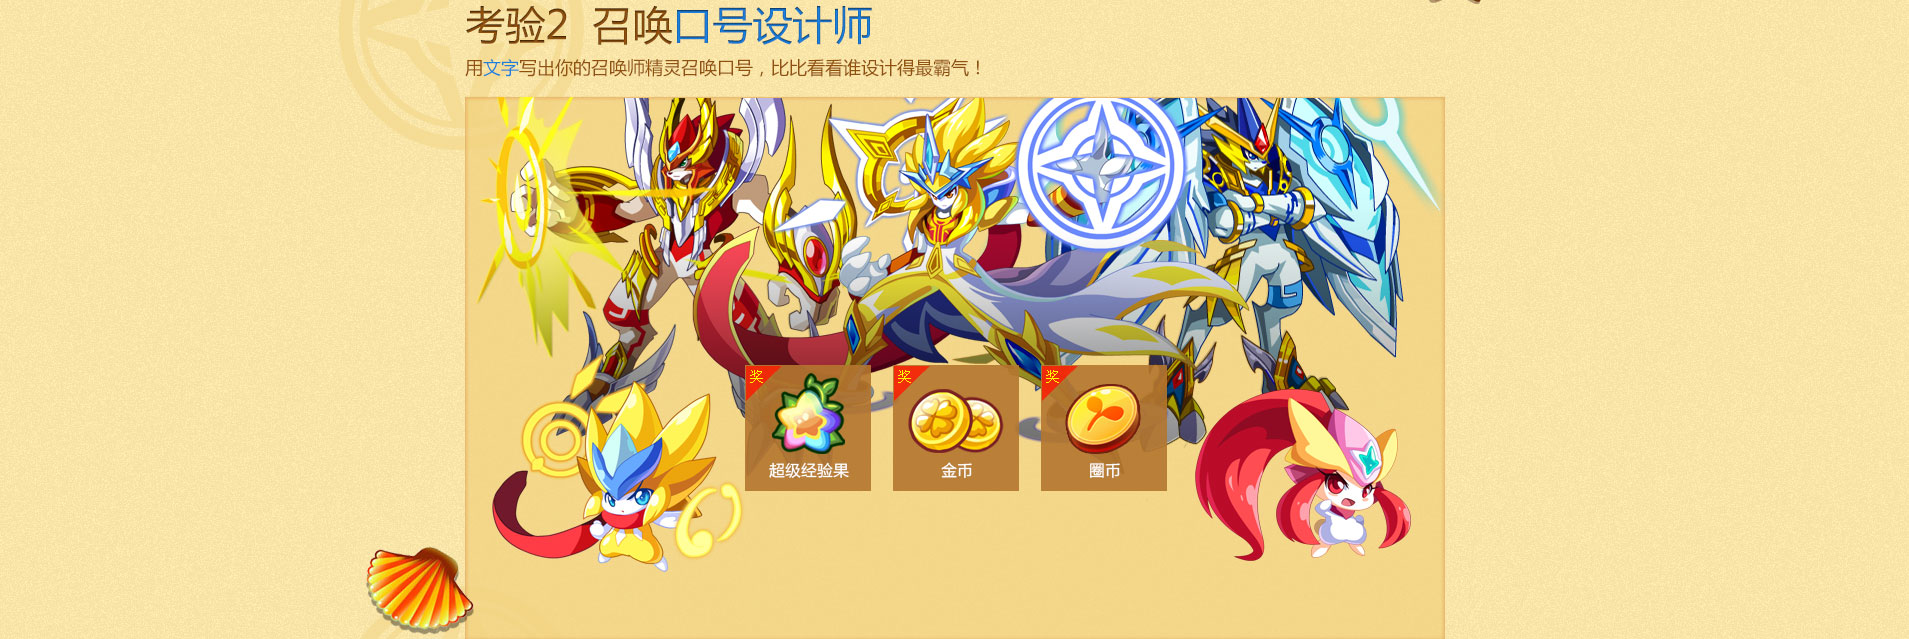 考验2 召唤口号设计师
用文字写出你的召唤师精灵召唤口号，比比看看谁设计得最霸气！
奖 奖 奖
超级经验果 金币 圈币